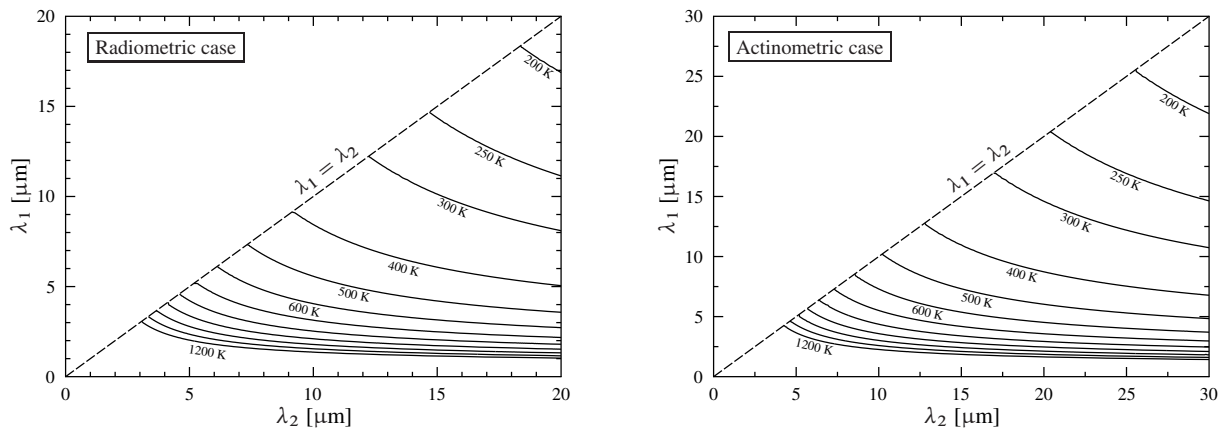 Radiometric case
20
15
10
5
0
λ1 [μm]
0 5 10 15 20
λ2 [μm]
λ1 = λ2
200 K
250 K
300 K
400 K
500 K
600 K
1200 K
Actinometric case
30
25
20
15
10
5
0
λ1 [μm]
0 5 10 15 20 25 30
λ2 [μm]
λ1 = λ2
200 K
250 K
300 K
400 K
500 K
600 K
1200 K